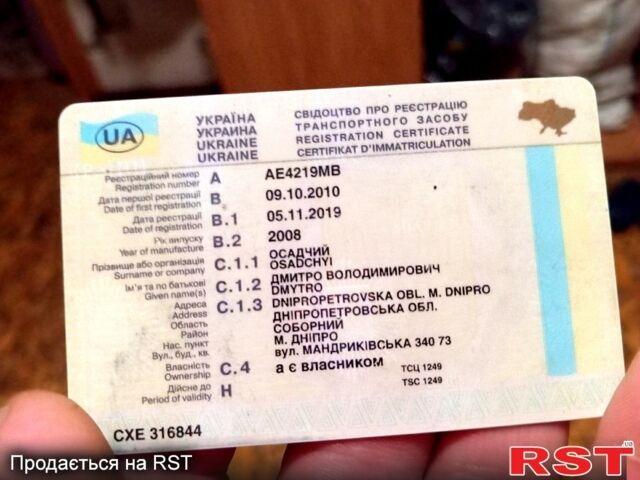 UA
УКРАЇНА
УКРАИНА
UKRAINE
UKRAINE
СВІДОЦТВО ПРО РЕЄСТРАЦІЮ
ТРАНСПОРТНОГО ЗАСОБУ
REGISTRATION CERTIFICATE
CERTIFIKAT D'IMMATRICULATION
Реєстраційний номер A AE4219MB
Registration number
Дата першої реєстрації B 09.10.2010
Date of first registration
Дата реєстрації B.1 05.11.2019
Date of registration
Рік випуску B.2 2008
Year of manufacture
Прізвище або організація C.1.1 ОСАДЧИЙ
Surname or company OSADCHYI
Ім'я та по батькові C.1.2 ДМИТРО ВОЛОДИМИРОВИЧ
Given name(s) DMYTRO
Адреса C.1.3 DNIPROPETROVSKA OBL. M. DNIPRO
Address ДНІПРОПЕТРОВСЬКА ОБЛ.
Область СОБОРНИЙ
Район М. ДНІПРО
Нас. пункт вул. МАНДРИКІВСЬКА 340 73
Вул., буд., кв.
Власність C.4 а є власником ТСЦ 1249
Ownership TSC 1249
Дійсне до H
Period of validity
CXE 316844
Продається на RST
RST
.UA